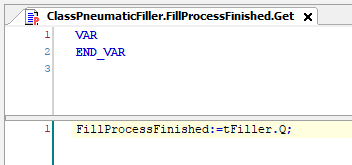 ClassPneumaticFiller.FillProcessFinished.Get
1 VAR
2 END_VAR
3
1 FillProcessFinished:=tFiller.Q;